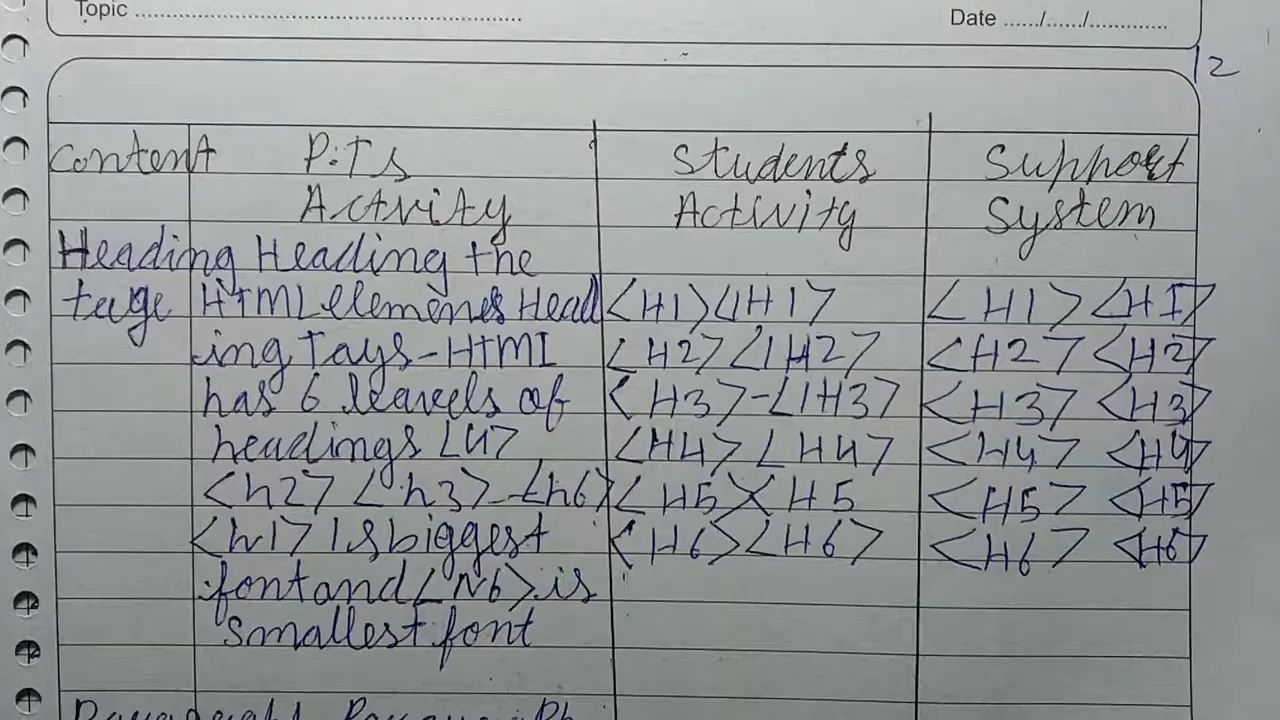 Topic ........................ Date ....../....../.............
12
Content P.T.S Students Support
Activity Activity System
Heading Heading the
tage HTML elements Head <H1></H1> <H1> <H1>
ing Tags - HTMl <H2></H2> <H2> <H2>
has 6 leavels of <H3>-</H3> <H3> <H3>
headings <h> <H4> <H4> <H4> <H4>
<h2> <h3>-<h6> <H5><H5 <H5> <H5>
<h1> Is biggest <H6><H6> <H6> <H6>
font and <h6> is
smallest font